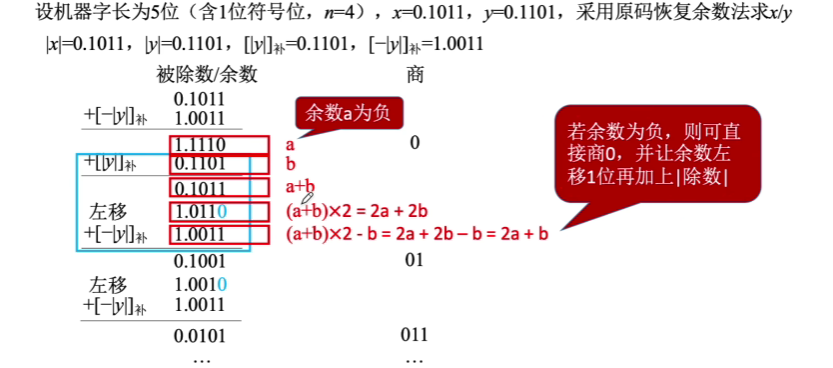 设机器字长为5位（含1位符号位，n=4），x=0.1011，y=0.1101，采用原码恢复余数法求x/y
|x|=0.1011，|y|=0.1101，[|y|]补=0.1101，[−|y|]补=1.0011
被除数/余数 商
0.1011
+[−|y|]补 1.0011
余数a为负
1.1110 a 0
+[|y|]补 0.1101 b
0.1011 a+b
左移 1.0110 (a+b)×2 = 2a + 2b
+[−|y|]补 1.0011 (a+b)×2 - b = 2a + 2b – b = 2a + b
若余数为负，则可直
接商0，并让余数左
移1位再加上|除数|
0.1001 01
左移 1.0010
+[−|y|]补 1.0011
0.0101 011
… …